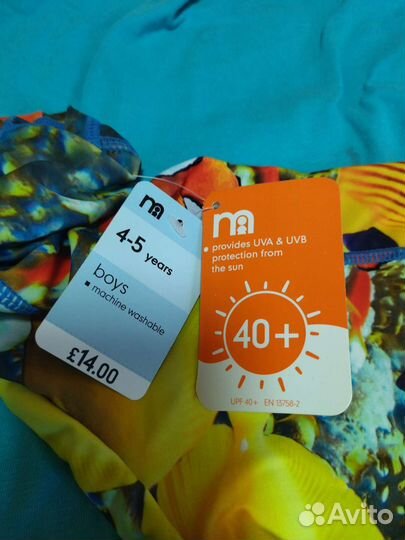 4-5 years
boys
▪ machine washable
£14.00
m
▪ provides UVA & UVB
protection from
the sun
40+
UPF 40+ EN 13758-2
Avito